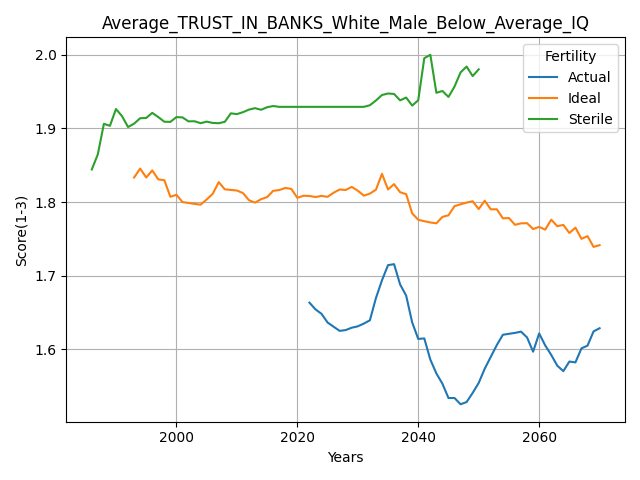 Average_TRUST_IN_BANKS_White_Male_Below_Average_IQ
Fertility
Actual
Ideal
Sterile
Score(1-3)
2.0
1.9
1.8
1.7
1.6
2000
2020
2040
2060
Years